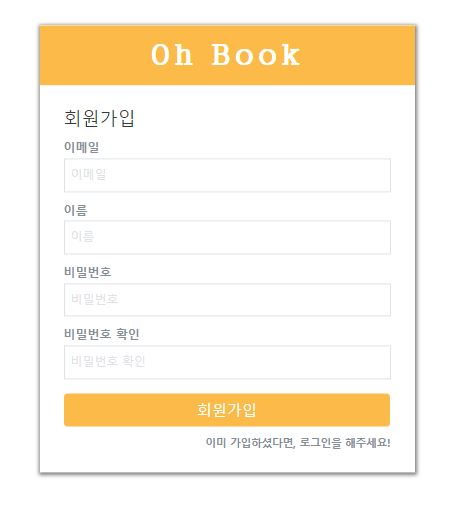 Oh Book
회원가입
이메일
이메일
이름
이름
비밀번호
비밀번호
비밀번호 확인
비밀번호 확인
회원가입
이미 가입하셨다면, 로그인을 해주세요!